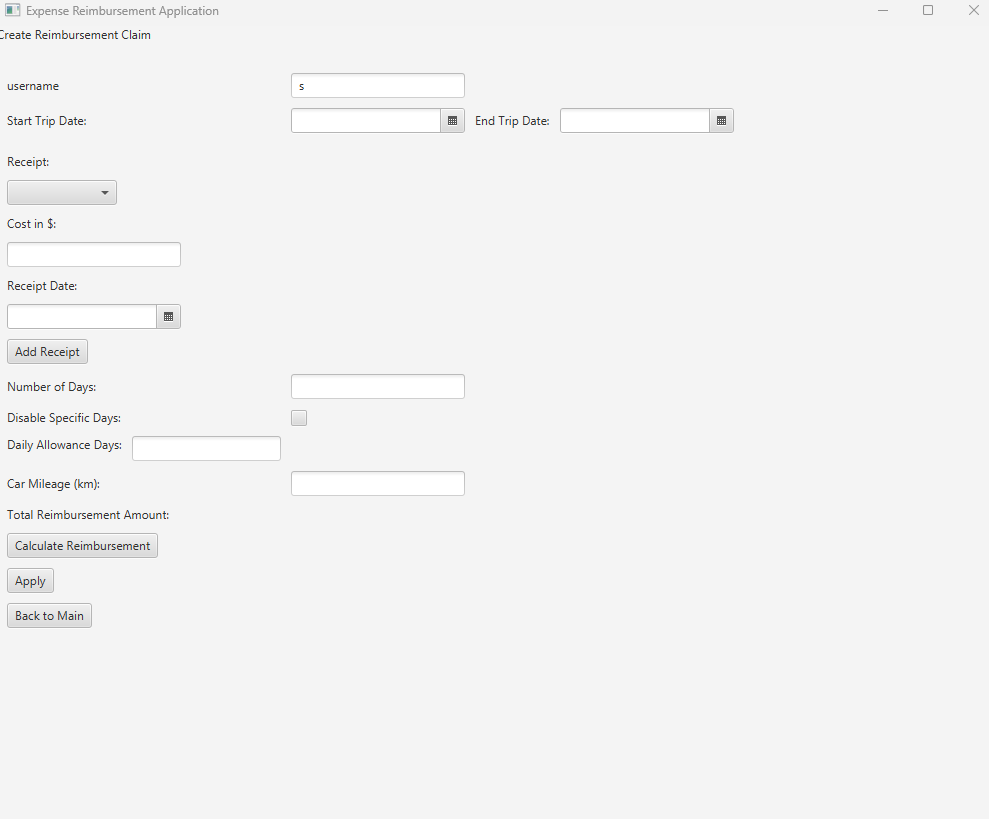 Expense Reimbursement Application
Create Reimbursement Claim
username s
Start Trip Date: End Trip Date:
Receipt:
Cost in $:
Receipt Date:
Add Receipt
Number of Days:
Disable Specific Days:
Daily Allowance Days:
Car Mileage (km):
Total Reimbursement Amount:
Calculate Reimbursement
Apply
Back to Main